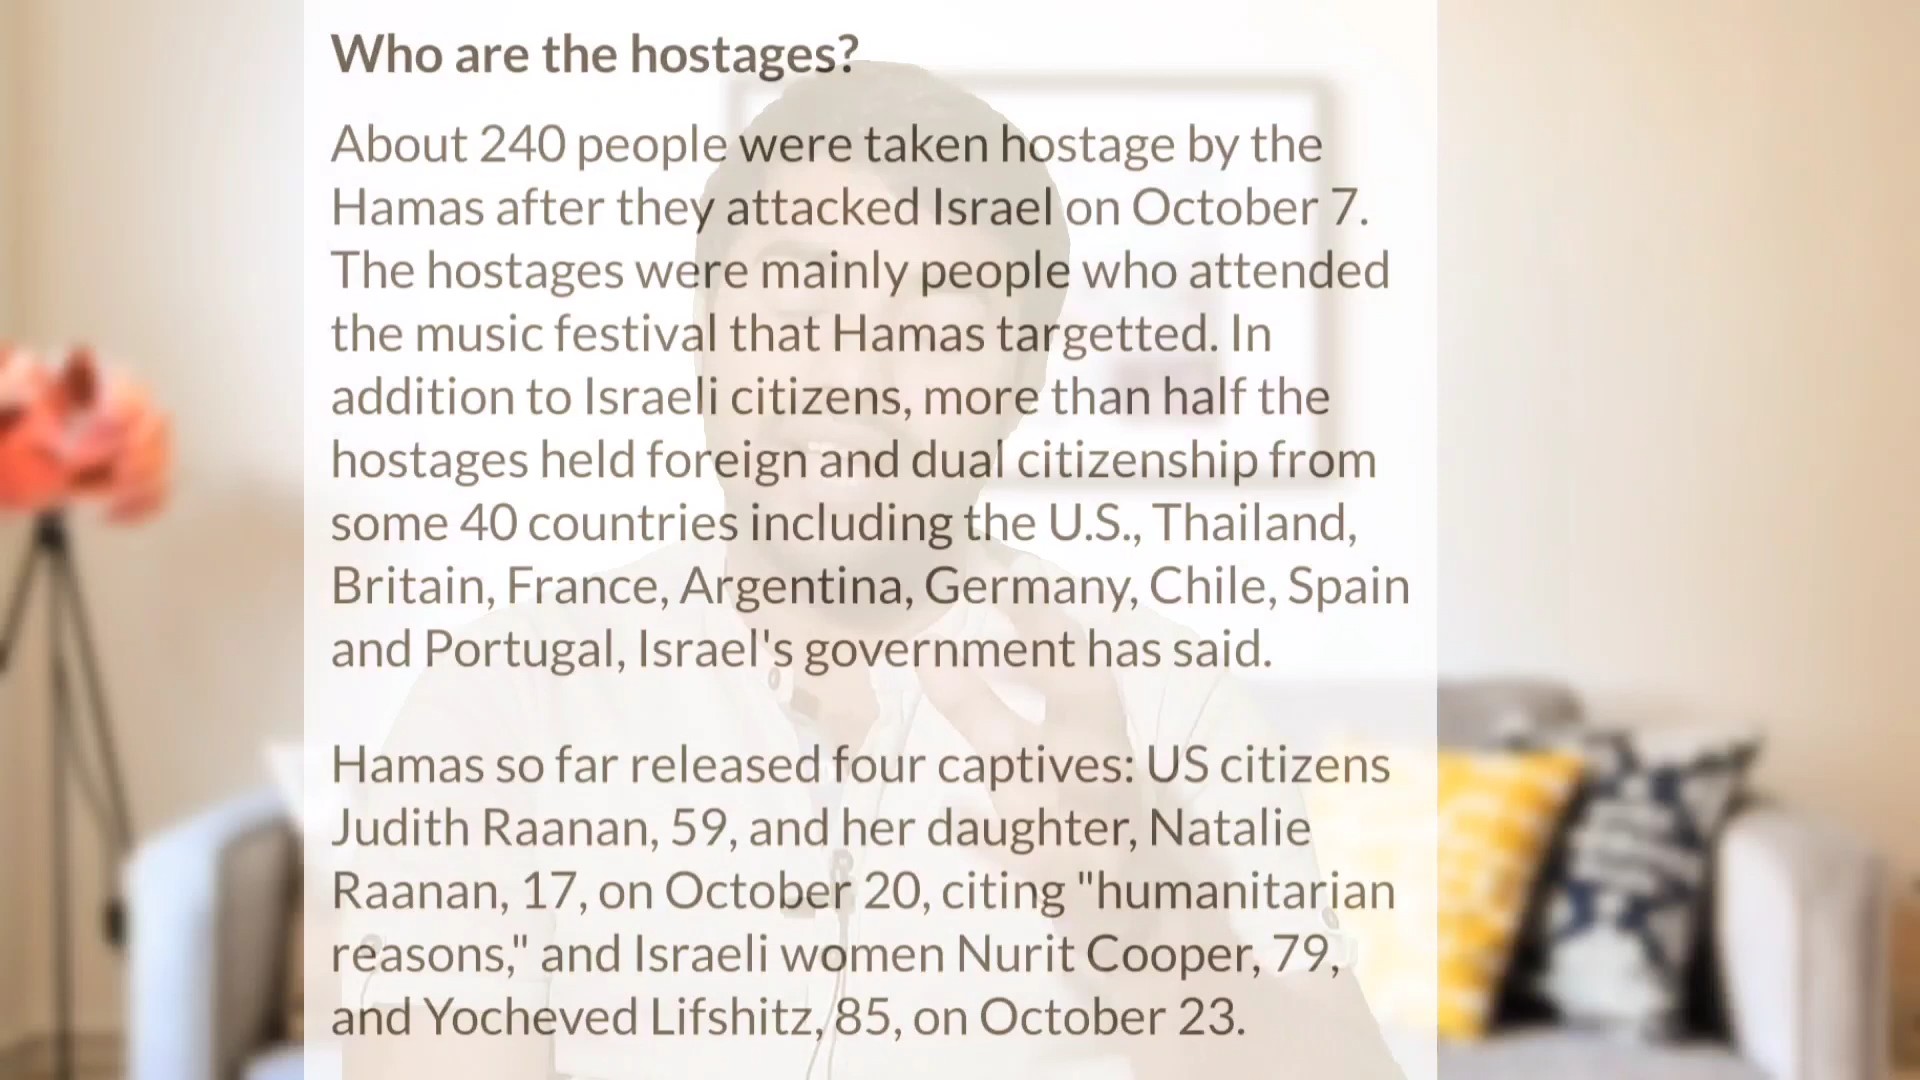 Who are the hostages?
About 240 people were taken hostage by the
Hamas after they attacked Israel on October 7.
The hostages were mainly people who attended
the music festival that Hamas targetted. In
addition to Israeli citizens, more than half the
hostages held foreign and dual citizenship from
some 40 countries including the U.S., Thailand,
Britain, France, Argentina, Germany, Chile, Spain
and Portugal, Israel's government has said.
Hamas so far released four captives: US citizens
Judith Raanan, 59, and her daughter, Natalie
Raanan, 17, on October 20, citing "humanitarian
reasons," and Israeli women Nurit Cooper, 79,
and Yocheved Lifshitz, 85, on October 23.